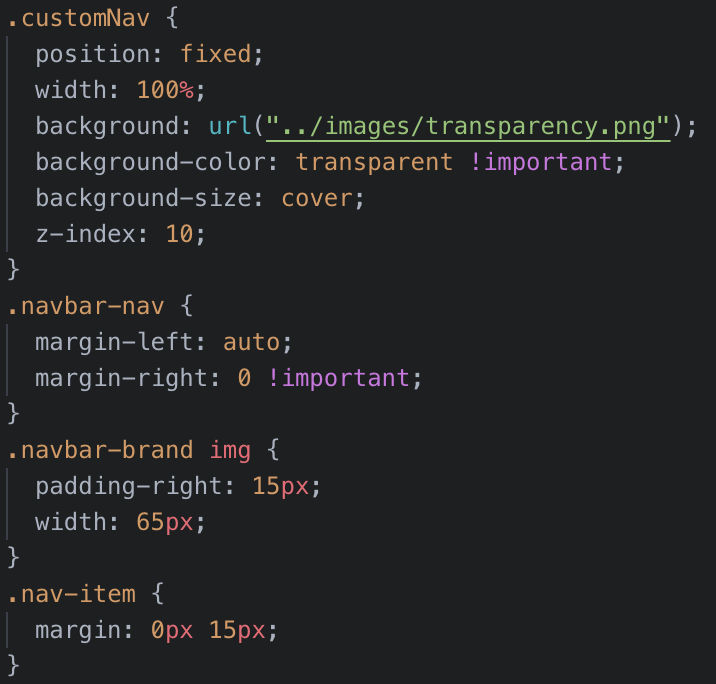 .customNav {
  position: fixed;
  width: 100%;
  background: url("../images/transparency.png");
  background-color: transparent !important;
  background-size: cover;
  z-index: 10;
}
.navbar-nav {
  margin-left: auto;
  margin-right: 0 !important;
}
.navbar-brand img {
  padding-right: 15px;
  width: 65px;
}
.nav-item {
  margin: 0px 15px;
}